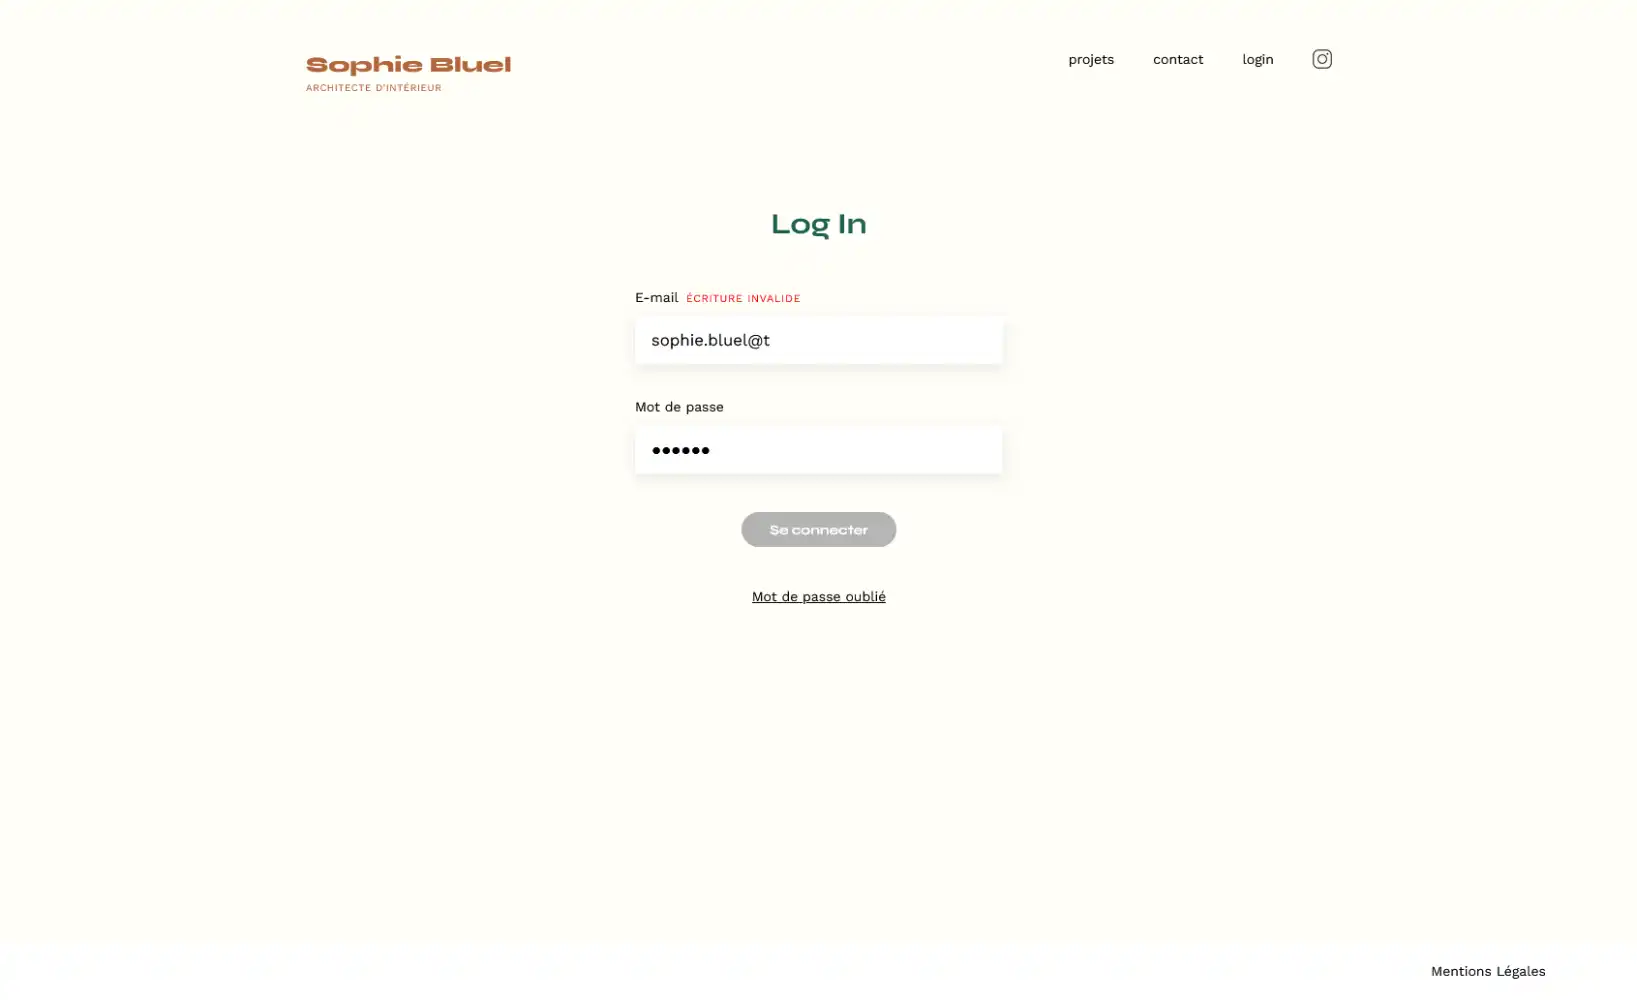 Sophie Bluel
ARCHITECTE D'INTÉRIEUR
projets
contact
login
Log In
E-mail ÉCRITURE INVALIDE
sophie.bluel@t
Mot de passe
••••••
Se connecter
Mot de passe oublié
Mentions Légales